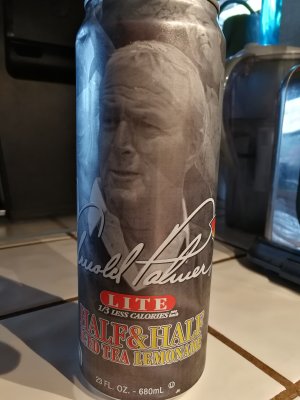 Arnold Palmer
LITE
1/3 LESS CALORIES
HALF & HALF
ICED TEA LEMONADE
23 FL. OZ. - 680mL